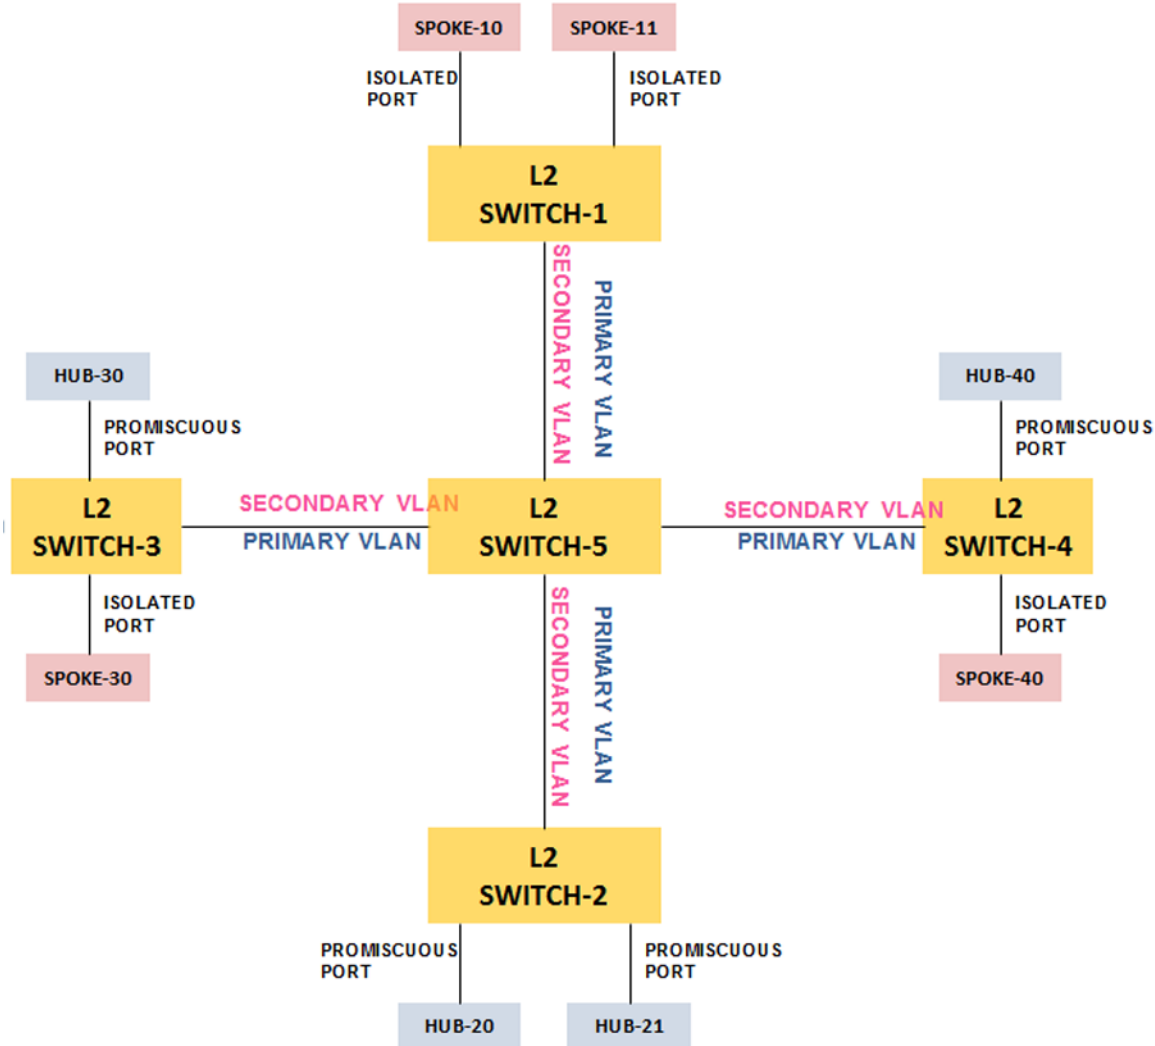 SPOKE-10
SPOKE-11
ISOLATED
PORT
ISOLATED
PORT
L2
SWITCH-1
SECONDARY VLAN
PRIMARY VLAN
HUB-30
HUB-40
PROMISCUOUS
PORT
PROMISCUOUS
PORT
L2
SWITCH-3
SECONDARY VLAN
PRIMARY VLAN
L2
SWITCH-5
SECONDARY VLAN
PRIMARY VLAN
L2
SWITCH-4
ISOLATED
PORT
ISOLATED
PORT
SPOKE-30
SPOKE-40
SECONDARY VLAN
PRIMARY VLAN
L2
SWITCH-2
PROMISCUOUS
PORT
PROMISCUOUS
PORT
HUB-20
HUB-21